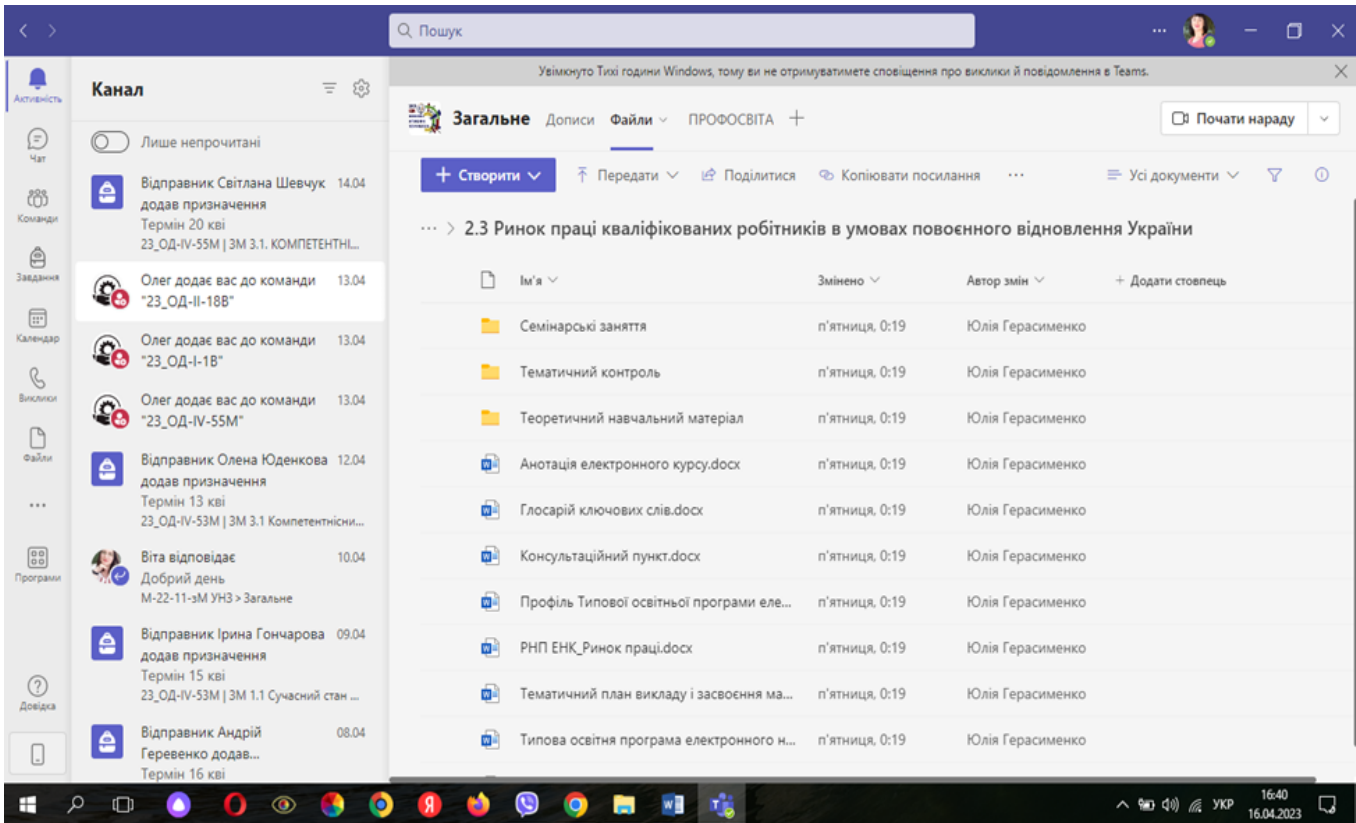 Пошук
Увімкнуто Тихі години Windows, тому ви не отримуватимете сповіщення про виклики й повідомлення в Teams.
Активність
Чат
Команди
Завдання
Календар
Виклики
Файли
Програми
Довідка
Канал
Лише непрочитані
Відправник Світлана Шевчук 14.04
додав призначення
Термін 20 кві
23_ОД-IV-55М | ЗМ 3.1. КОМПЕТЕНТНІ...
Олег додає вас до команди 13.04
"23_ОД-ІІ-18В"
Олег додає вас до команди 13.04
"23_ОД-І-1В"
Олег додає вас до команди 13.04
"23_ОД-IV-55М"
Відправник Олена Юденкова 12.04
додав призначення
Термін 13 кві
23_ОД-IV-53М | ЗМ 3.1 Компетентнісни...
Віта відповідає 10.04
Добрий день
М-22-11-зМ УНЗ > Загальне
Відправник Ірина Гончарова 09.04
додав призначення
Термін 15 кві
23_ОД-IV-53М | ЗМ 1.1 Сучасний стан ...
Відправник Андрій 08.04
Геревенко додав...
Термін 16 кві
Загальне Дописи Файли ПРОФОСВІТА
Почати нараду
Створити Передати Поділитися Копіювати посилання ... Усі документи
... > 2.3 Ринок праці кваліфікованих робітників в умовах повоєнного відновлення України
Ім'я Змінено Автор змін + Додати стовпець
Семінарські заняття п'ятниця, 0:19 Юлія Герасименко
Тематичний контроль п'ятниця, 0:19 Юлія Герасименко
Теоретичний навчальний матеріал п'ятниця, 0:19 Юлія Герасименко
Анотація електронного курсу.docx п'ятниця, 0:19 Юлія Герасименко
Глосарій ключових слів.docx п'ятниця, 0:19 Юлія Герасименко
Консультаційний пункт.docx п'ятниця, 0:19 Юлія Герасименко
Профіль Типової освітньої програми еле... п'ятниця, 0:19 Юлія Герасименко
РНП ЕНК_Ринок праці.docx п'ятниця, 0:19 Юлія Герасименко
Тематичний план викладу і засвоєння ма... п'ятниця, 0:19 Юлія Герасименко
Типова освітня програма електронного н... п'ятниця, 0:19 Юлія Герасименко
УКР
16:40
16.04.2023